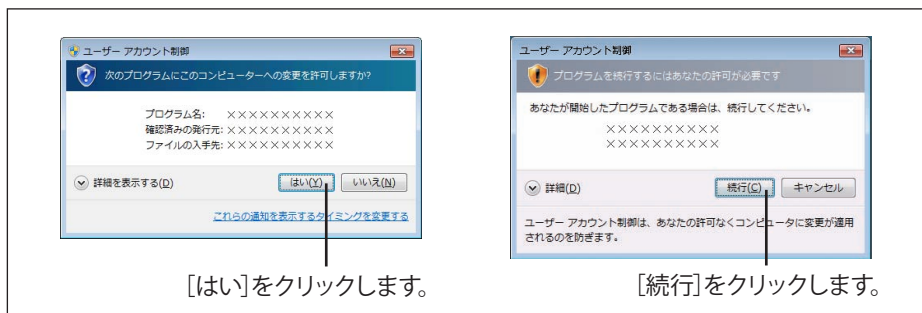 ユーザー アカウント制御
次のプログラムにこのコンピューターへの変更を許可しますか?
プログラム名: ××××××××××
確認済みの発行元: ××××××××××
ファイルの入手先: ××××××××××
詳細を表示する(D)
はい(Y)
いいえ(N)
これらの通知を表示するタイミングを変更する
[はい]をクリックします。
ユーザー アカウント制御
プログラムを続行するにはあなたの許可が必要です
あなたが開始したプログラムである場合は、続行してください。
××××××××××
××××××××××
詳細(D)
続行(C)
キャンセル
ユーザー アカウント制御は、あなたの許可なくコンピュータに変更が適用
されるのを防ぎます。
[続行]をクリックします。